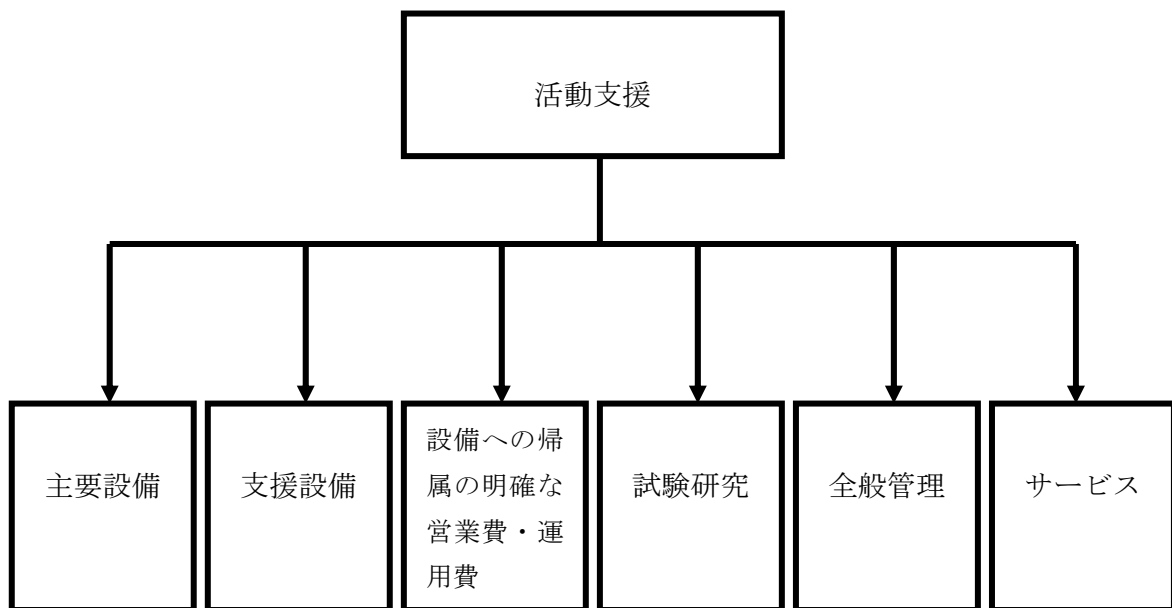 活動支援
主要設備
支援設備
設備への帰
属の明確な
営業費・運
用費
試験研究
全般管理
サービス